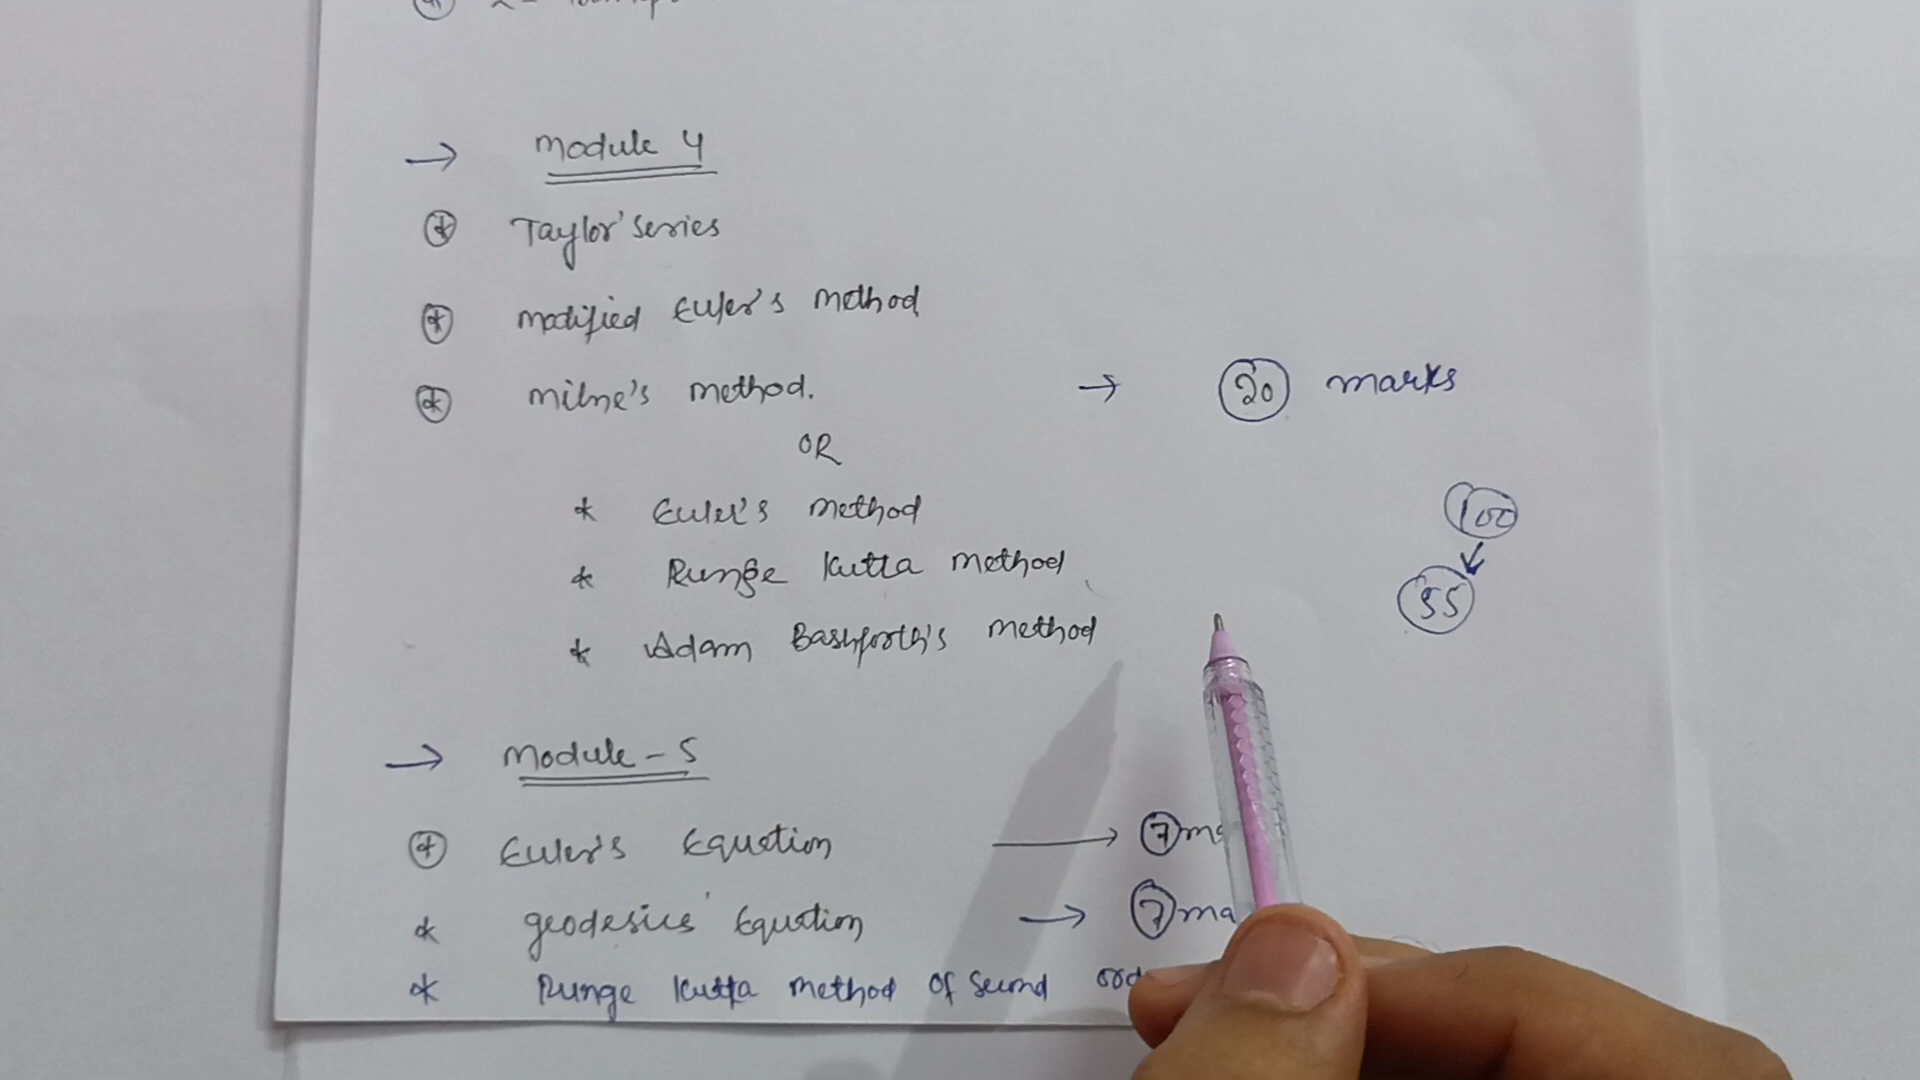 → Module 4
* Taylor' Series
* Modified Euler's Method
* Milne's Method. → 20 marks
OR
* Euler's Method
* Runge Kutta Method
* Adam Bashforth's Method
100
↓
→ Module - 5
* Euler's Equation → 7
* geodesics' Equation → 7
* Runge Kutta Method of Second